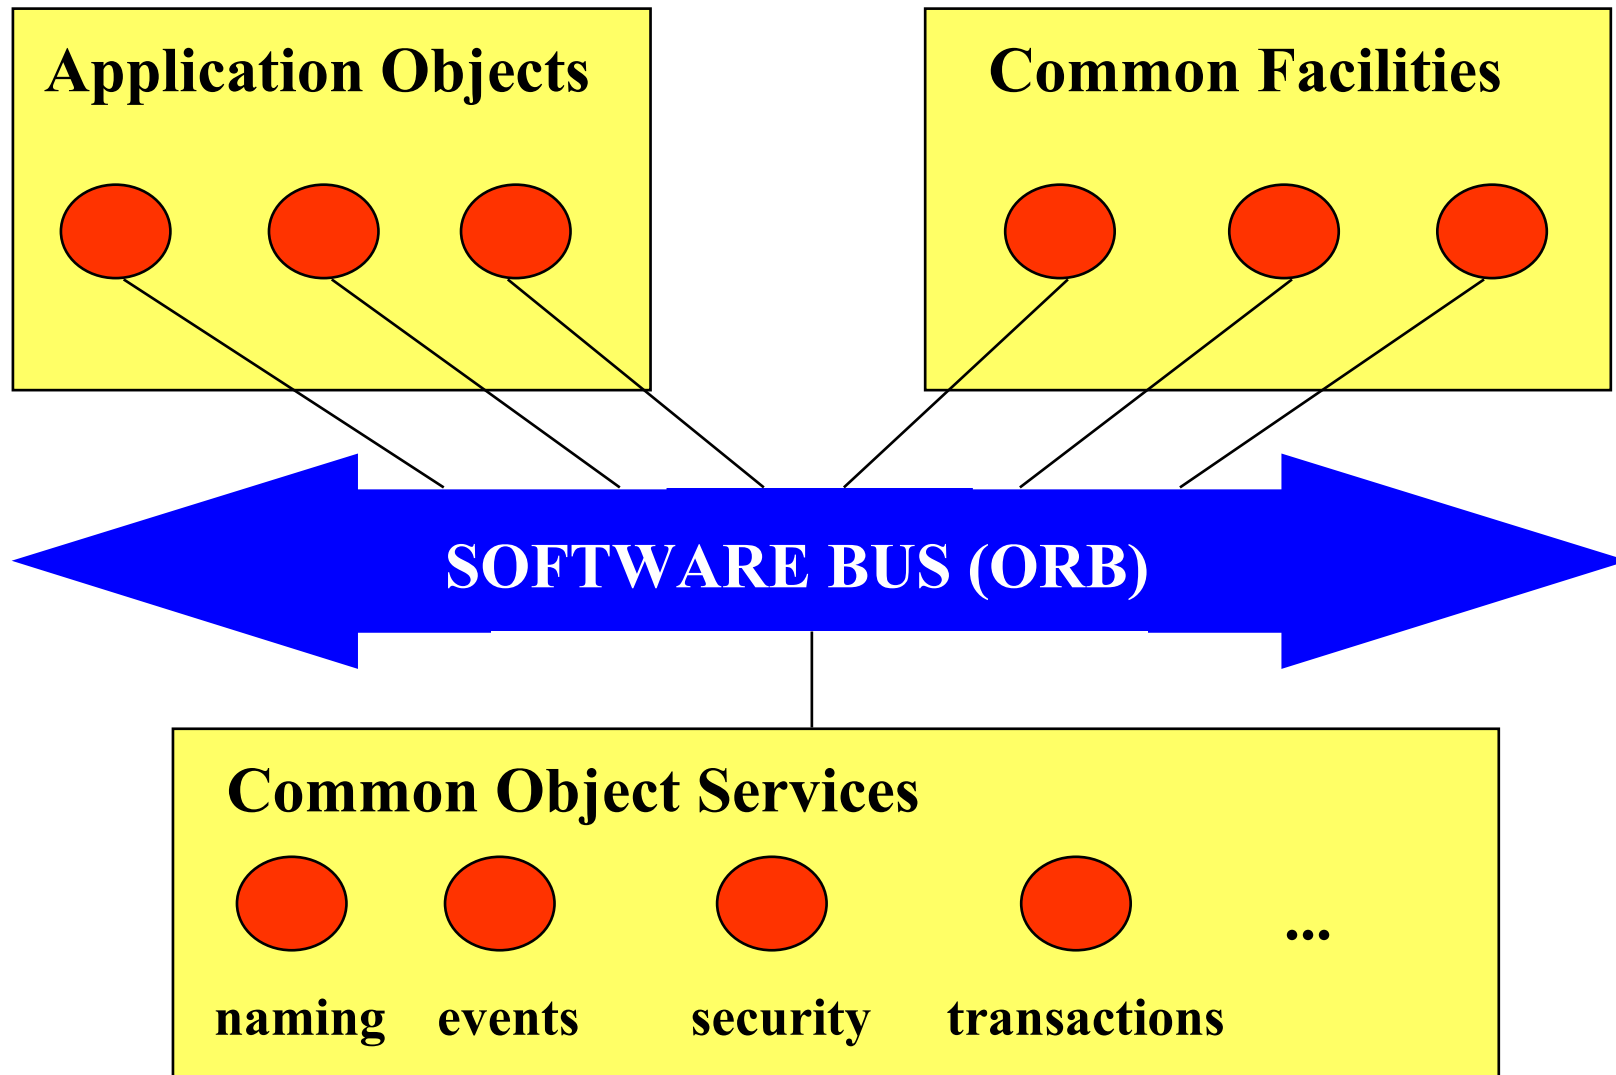 Application Objects
Common Facilities
SOFTWARE BUS (ORB)
Common Object Services
...
naming events security transactions